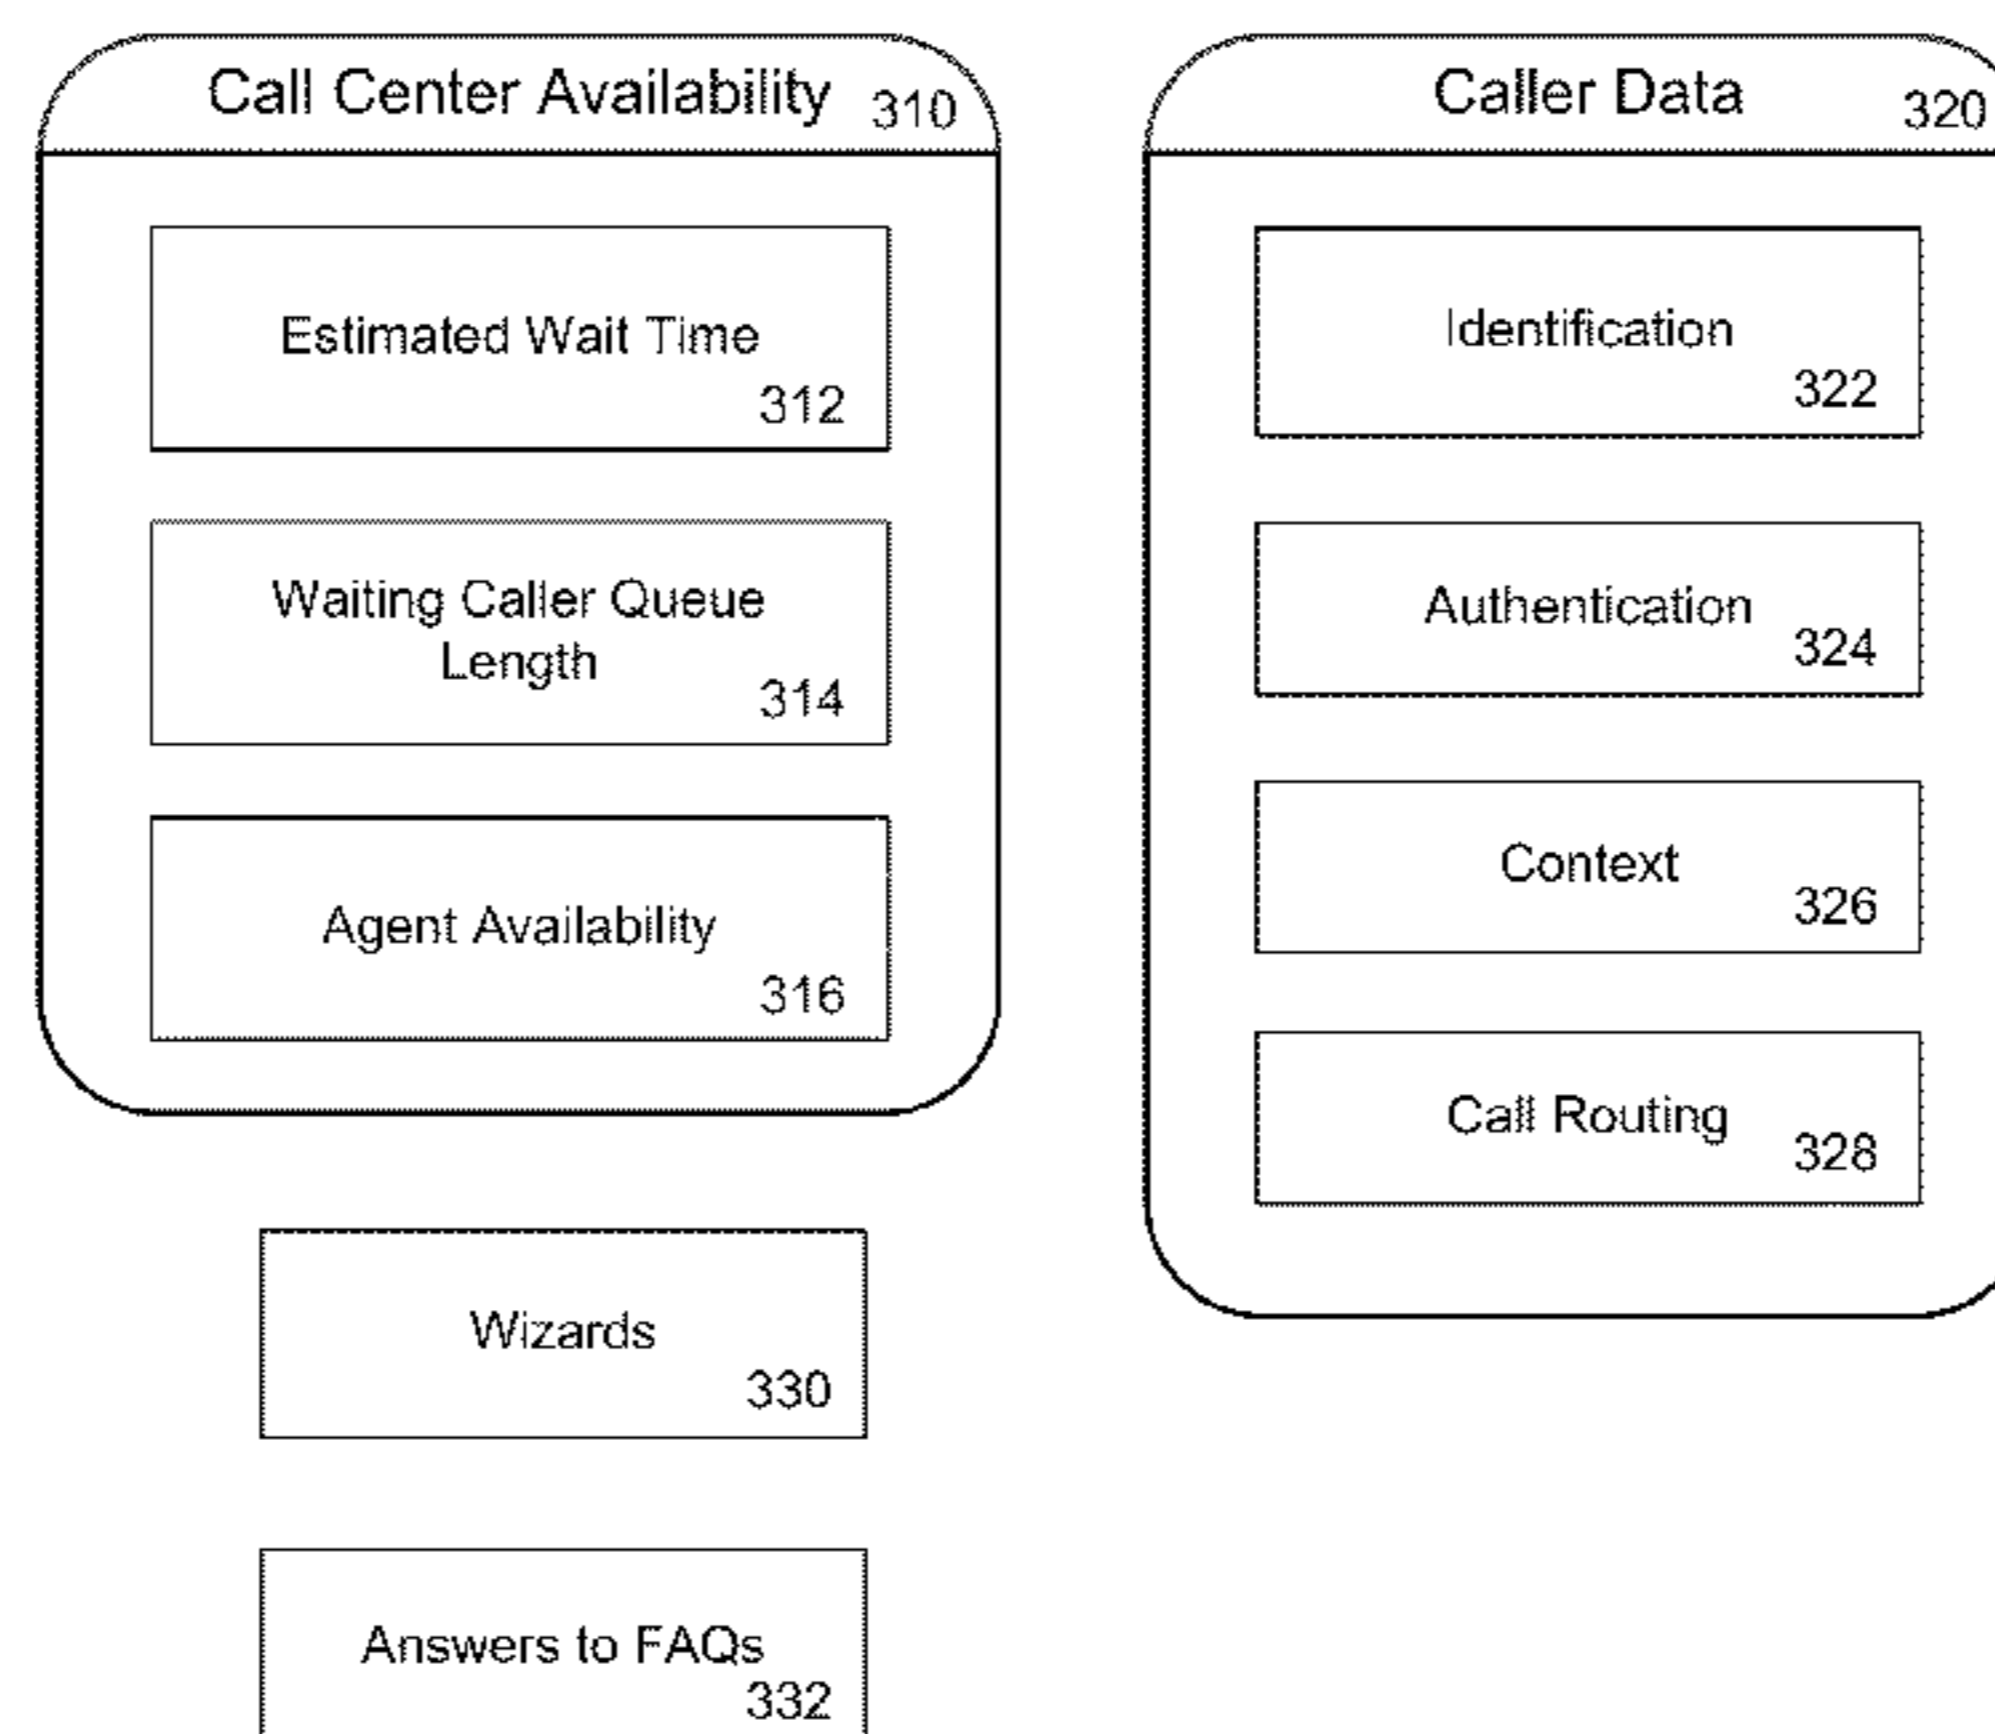 Call Center Availability 310
Estimated Wait Time
312
Waiting Caller Queue
Length
314
Agent Availability
316
Caller Data 320
Identification
322
Authentication
324
Context
326
Call Routing
328
Wizards
330
Answers to FAQs
332